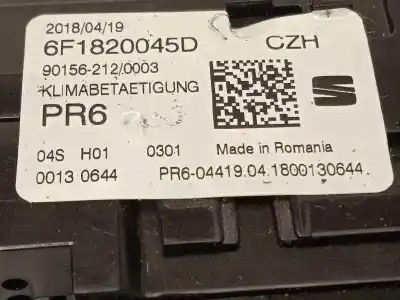 2018/04/19
6F1820045D CZH
90156-212/0003
KLIMABETAETIGUNG
PR6
04S H01 0301 Made in Romania
0013 0644 PR6-04419.04.1800130644